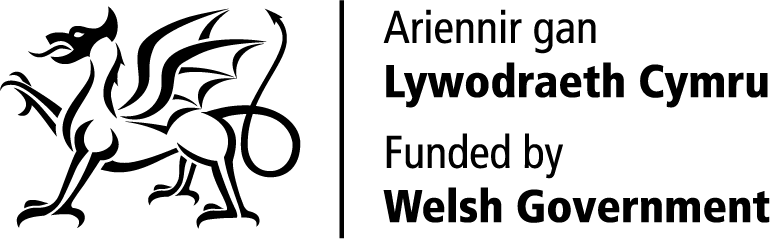 Ariennir gan
Lywodraeth Cymru
Funded by
Welsh Government